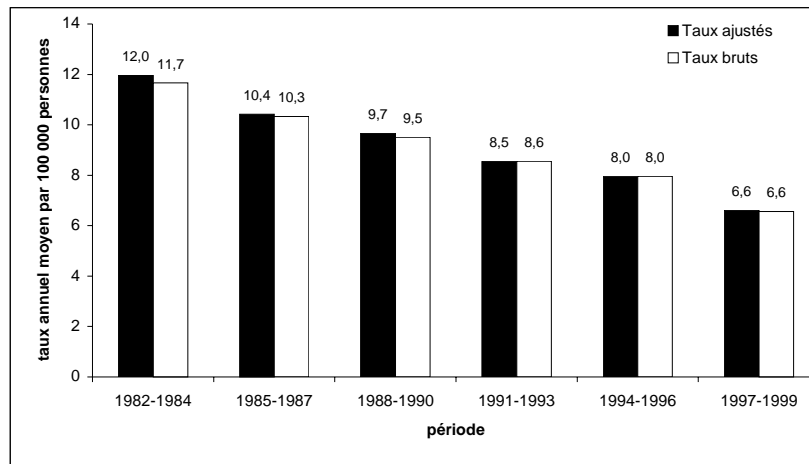 taux annuel moyen par 100 000 personnes
14
12
10
8
6
4
2
0
Taux ajustés
Taux bruts
12,0 11,7
10,4 10,3
9,7 9,5
8,5 8,6
8,0 8,0
6,6 6,6
1982-1984 1985-1987 1988-1990 1991-1993 1994-1996 1997-1999
période